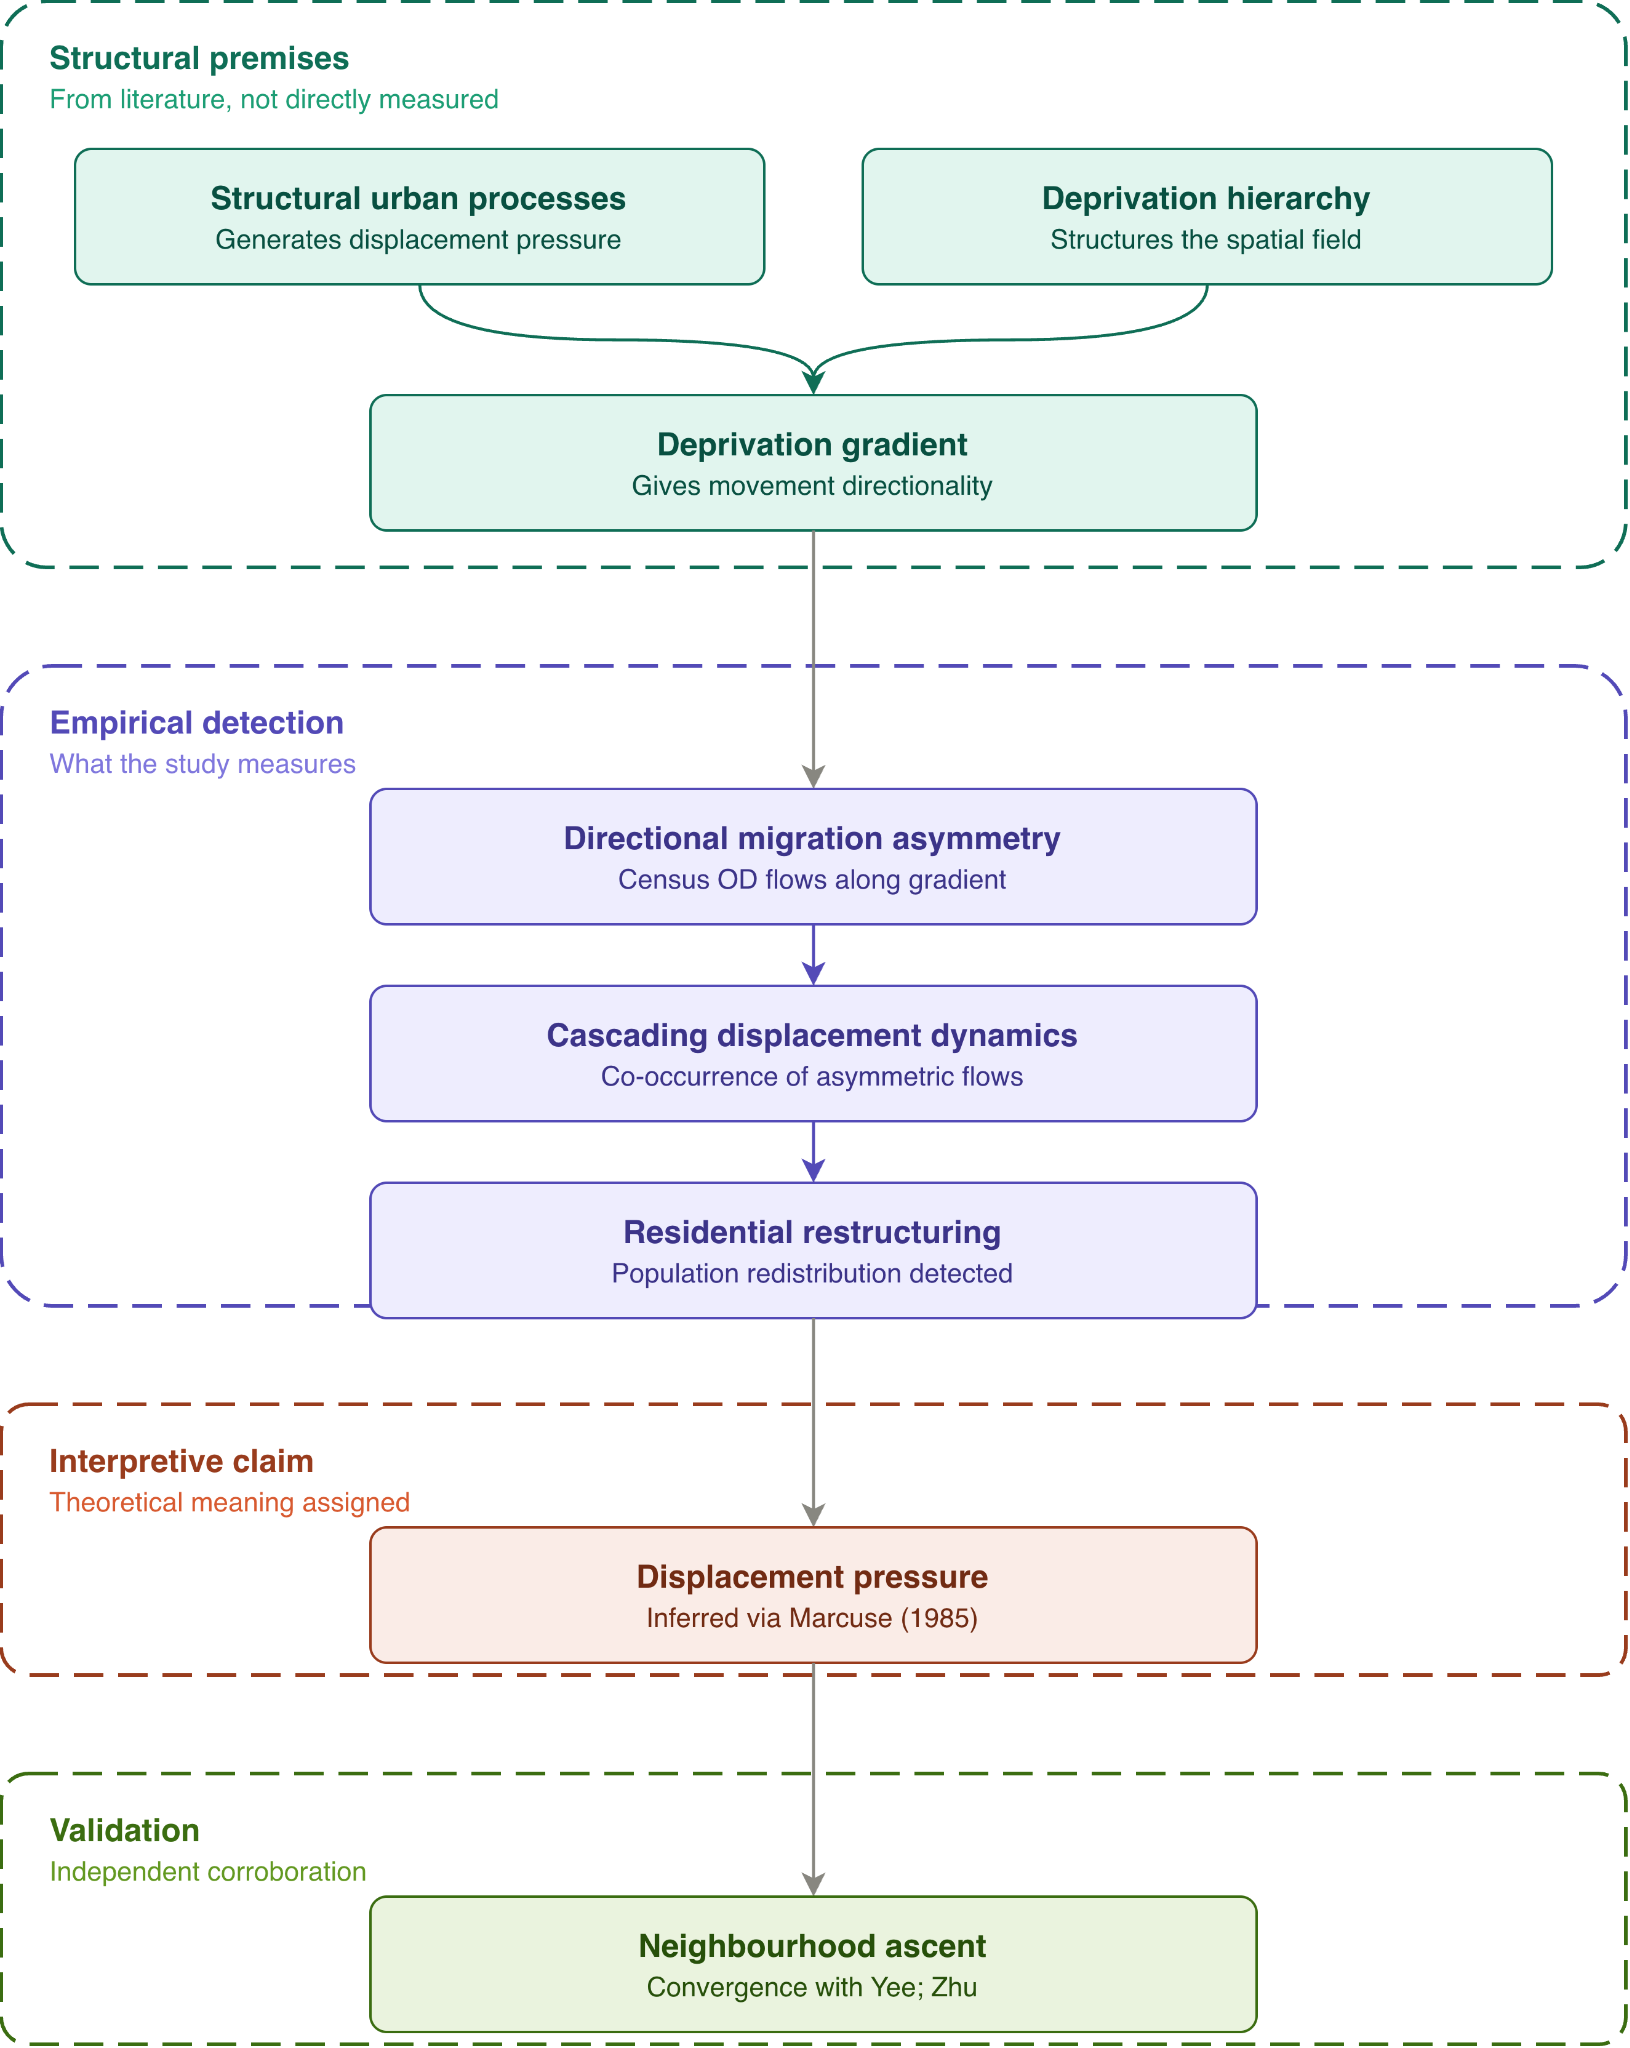 Structural premises
From literature, not directly measured
Structural urban processes
Generates displacement pressure
Deprivation hierarchy
Structures the spatial field
Deprivation gradient
Gives movement directionality
Empirical detection
What the study measures
Directional migration asymmetry
Census OD flows along gradient
Cascading displacement dynamics
Co-occurrence of asymmetric flows
Residential restructuring
Population redistribution detected
Interpretive claim
Theoretical meaning assigned
Displacement pressure
Inferred via Marcuse (1985)
Validation
Independent corroboration
Neighbourhood ascent
Convergence with Yee; Zhu